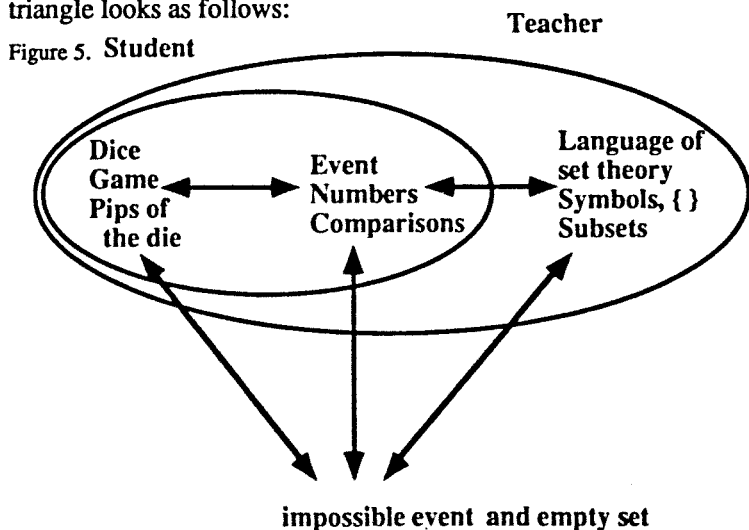 triangle looks as follows:
Teacher
Figure 5. Student
Dice
Game
Pips of
the die
Event
Numbers
Comparisons
Language of
set theory
Symbols, { }
Subsets
impossible event and empty set